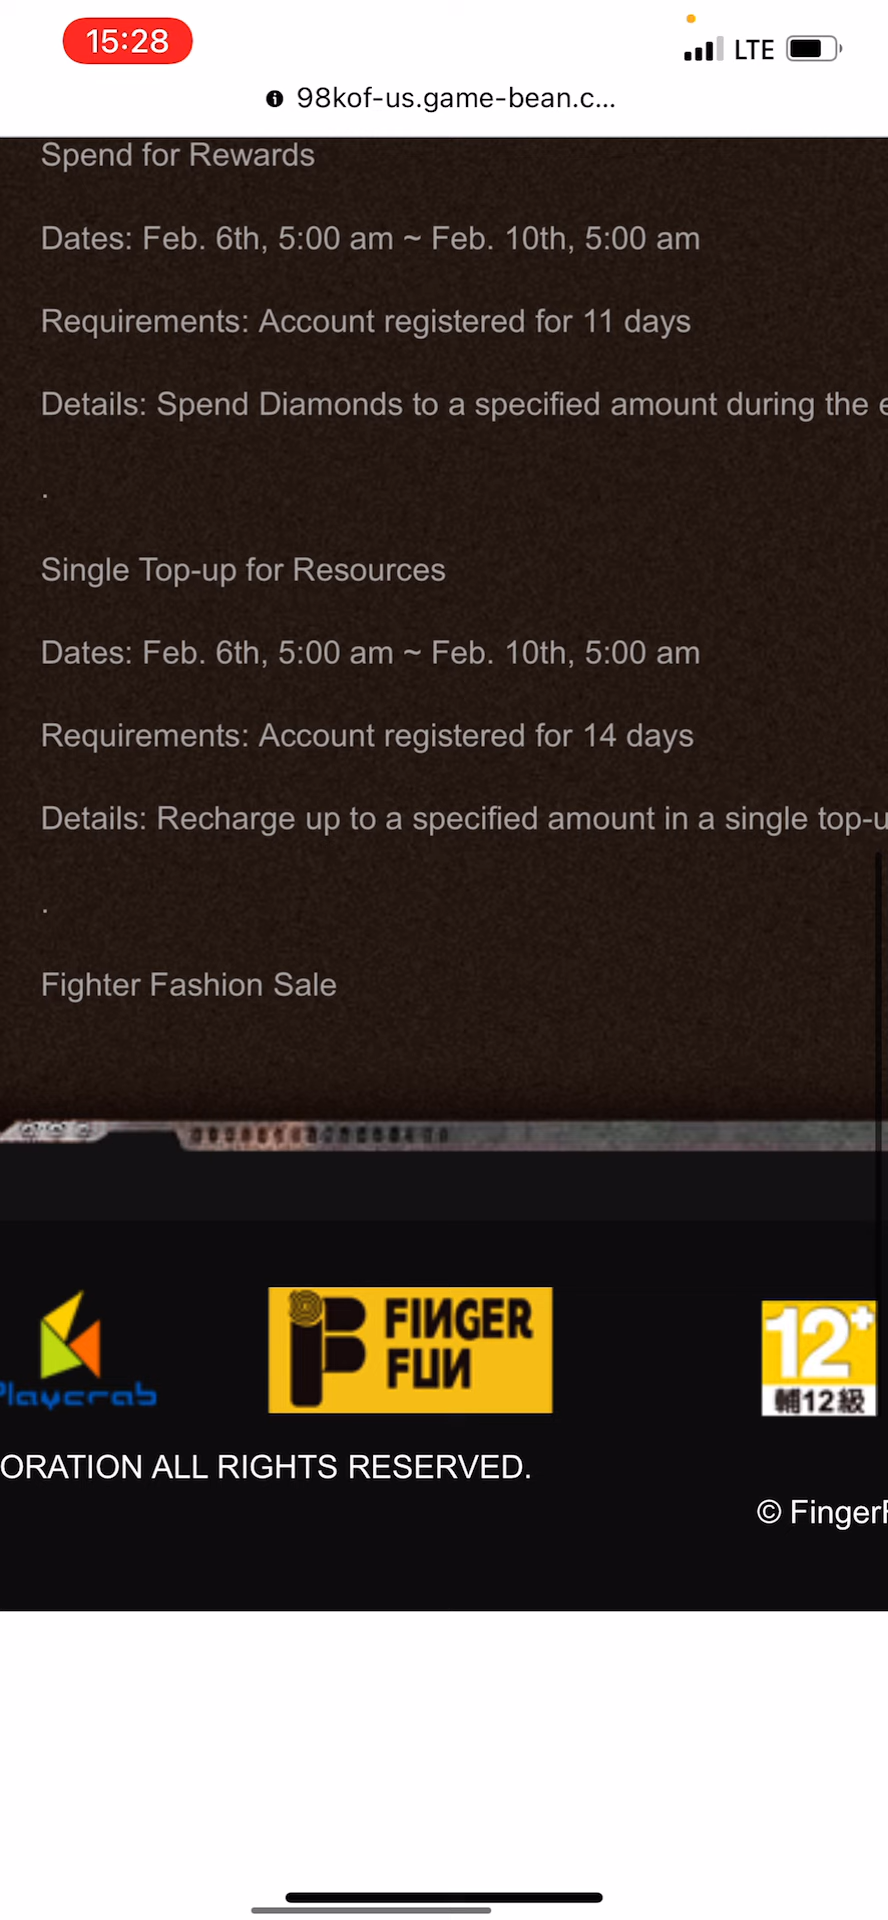 15:28
LTE
98kof-us.game-bean.c...
Spend for Rewards
Dates: Feb. 6th, 5:00 am ~ Feb. 10th, 5:00 am
Requirements: Account registered for 11 days
Details: Spend Diamonds to a specified amount during the e
.
Single Top-up for Resources
Dates: Feb. 6th, 5:00 am ~ Feb. 10th, 5:00 am
Requirements: Account registered for 14 days
Details: Recharge up to a specified amount in a single top-u
.
Fighter Fashion Sale
Playcrab
FINGER
FUN
12+
輔12級
ORATION ALL RIGHTS RESERVED.
© FingerF